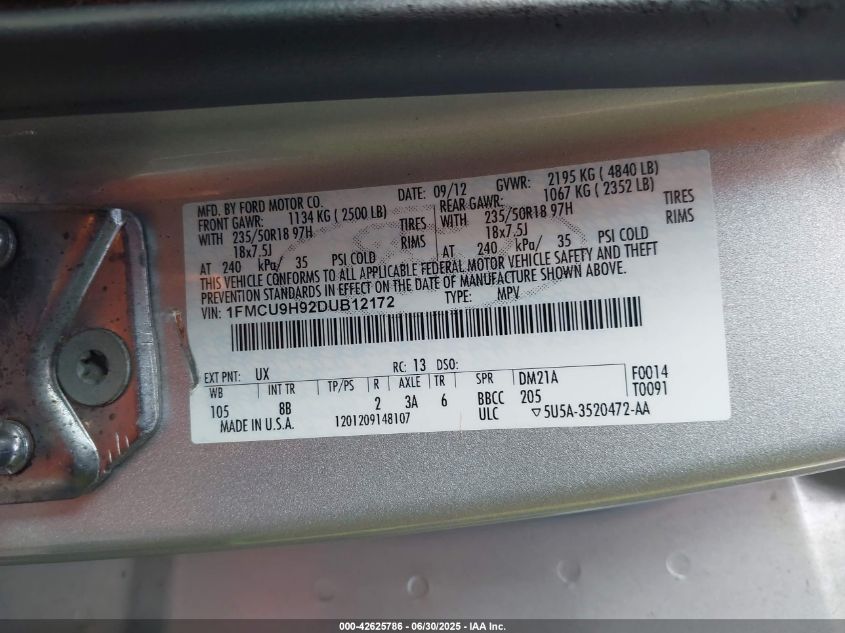 MFD. BY FORD MOTOR CO. DATE: 09/12 GVWR: 2195 KG ( 4840 LB)
FRONT GAWR: 1134 KG ( 2500 LB) REAR GAWR: 1067 KG ( 2352 LB)
WITH 235/50R18 97H TIRES WITH 235/50R18 97H TIRES
18x7.5J RIMS 18x7.5J RIMS
AT 240 kPa/ 35 PSI COLD AT 240 kPa/ 35 PSI COLD
THIS VEHICLE CONFORMS TO ALL APPLICABLE FEDERAL MOTOR VEHICLE SAFETY AND THEFT
PREVENTION STANDARDS IN EFFECT ON THE DATE OF MANUFACTURE SHOWN ABOVE.
VIN: 1FMCU9H92DUB12172 TYPE: MPV
EXT PNT: UX RC: 13 DSO:
WB INT TR TP/PS R AXLE TR SPR DM21A F0014
105 8B 2 3A 6 BBCC 205 T0091
MADE IN U.S.A. 1201209148107 ULC ▽5U5A-3520472-AA
000-42625786 - 06/30/2025 - IAA Inc.